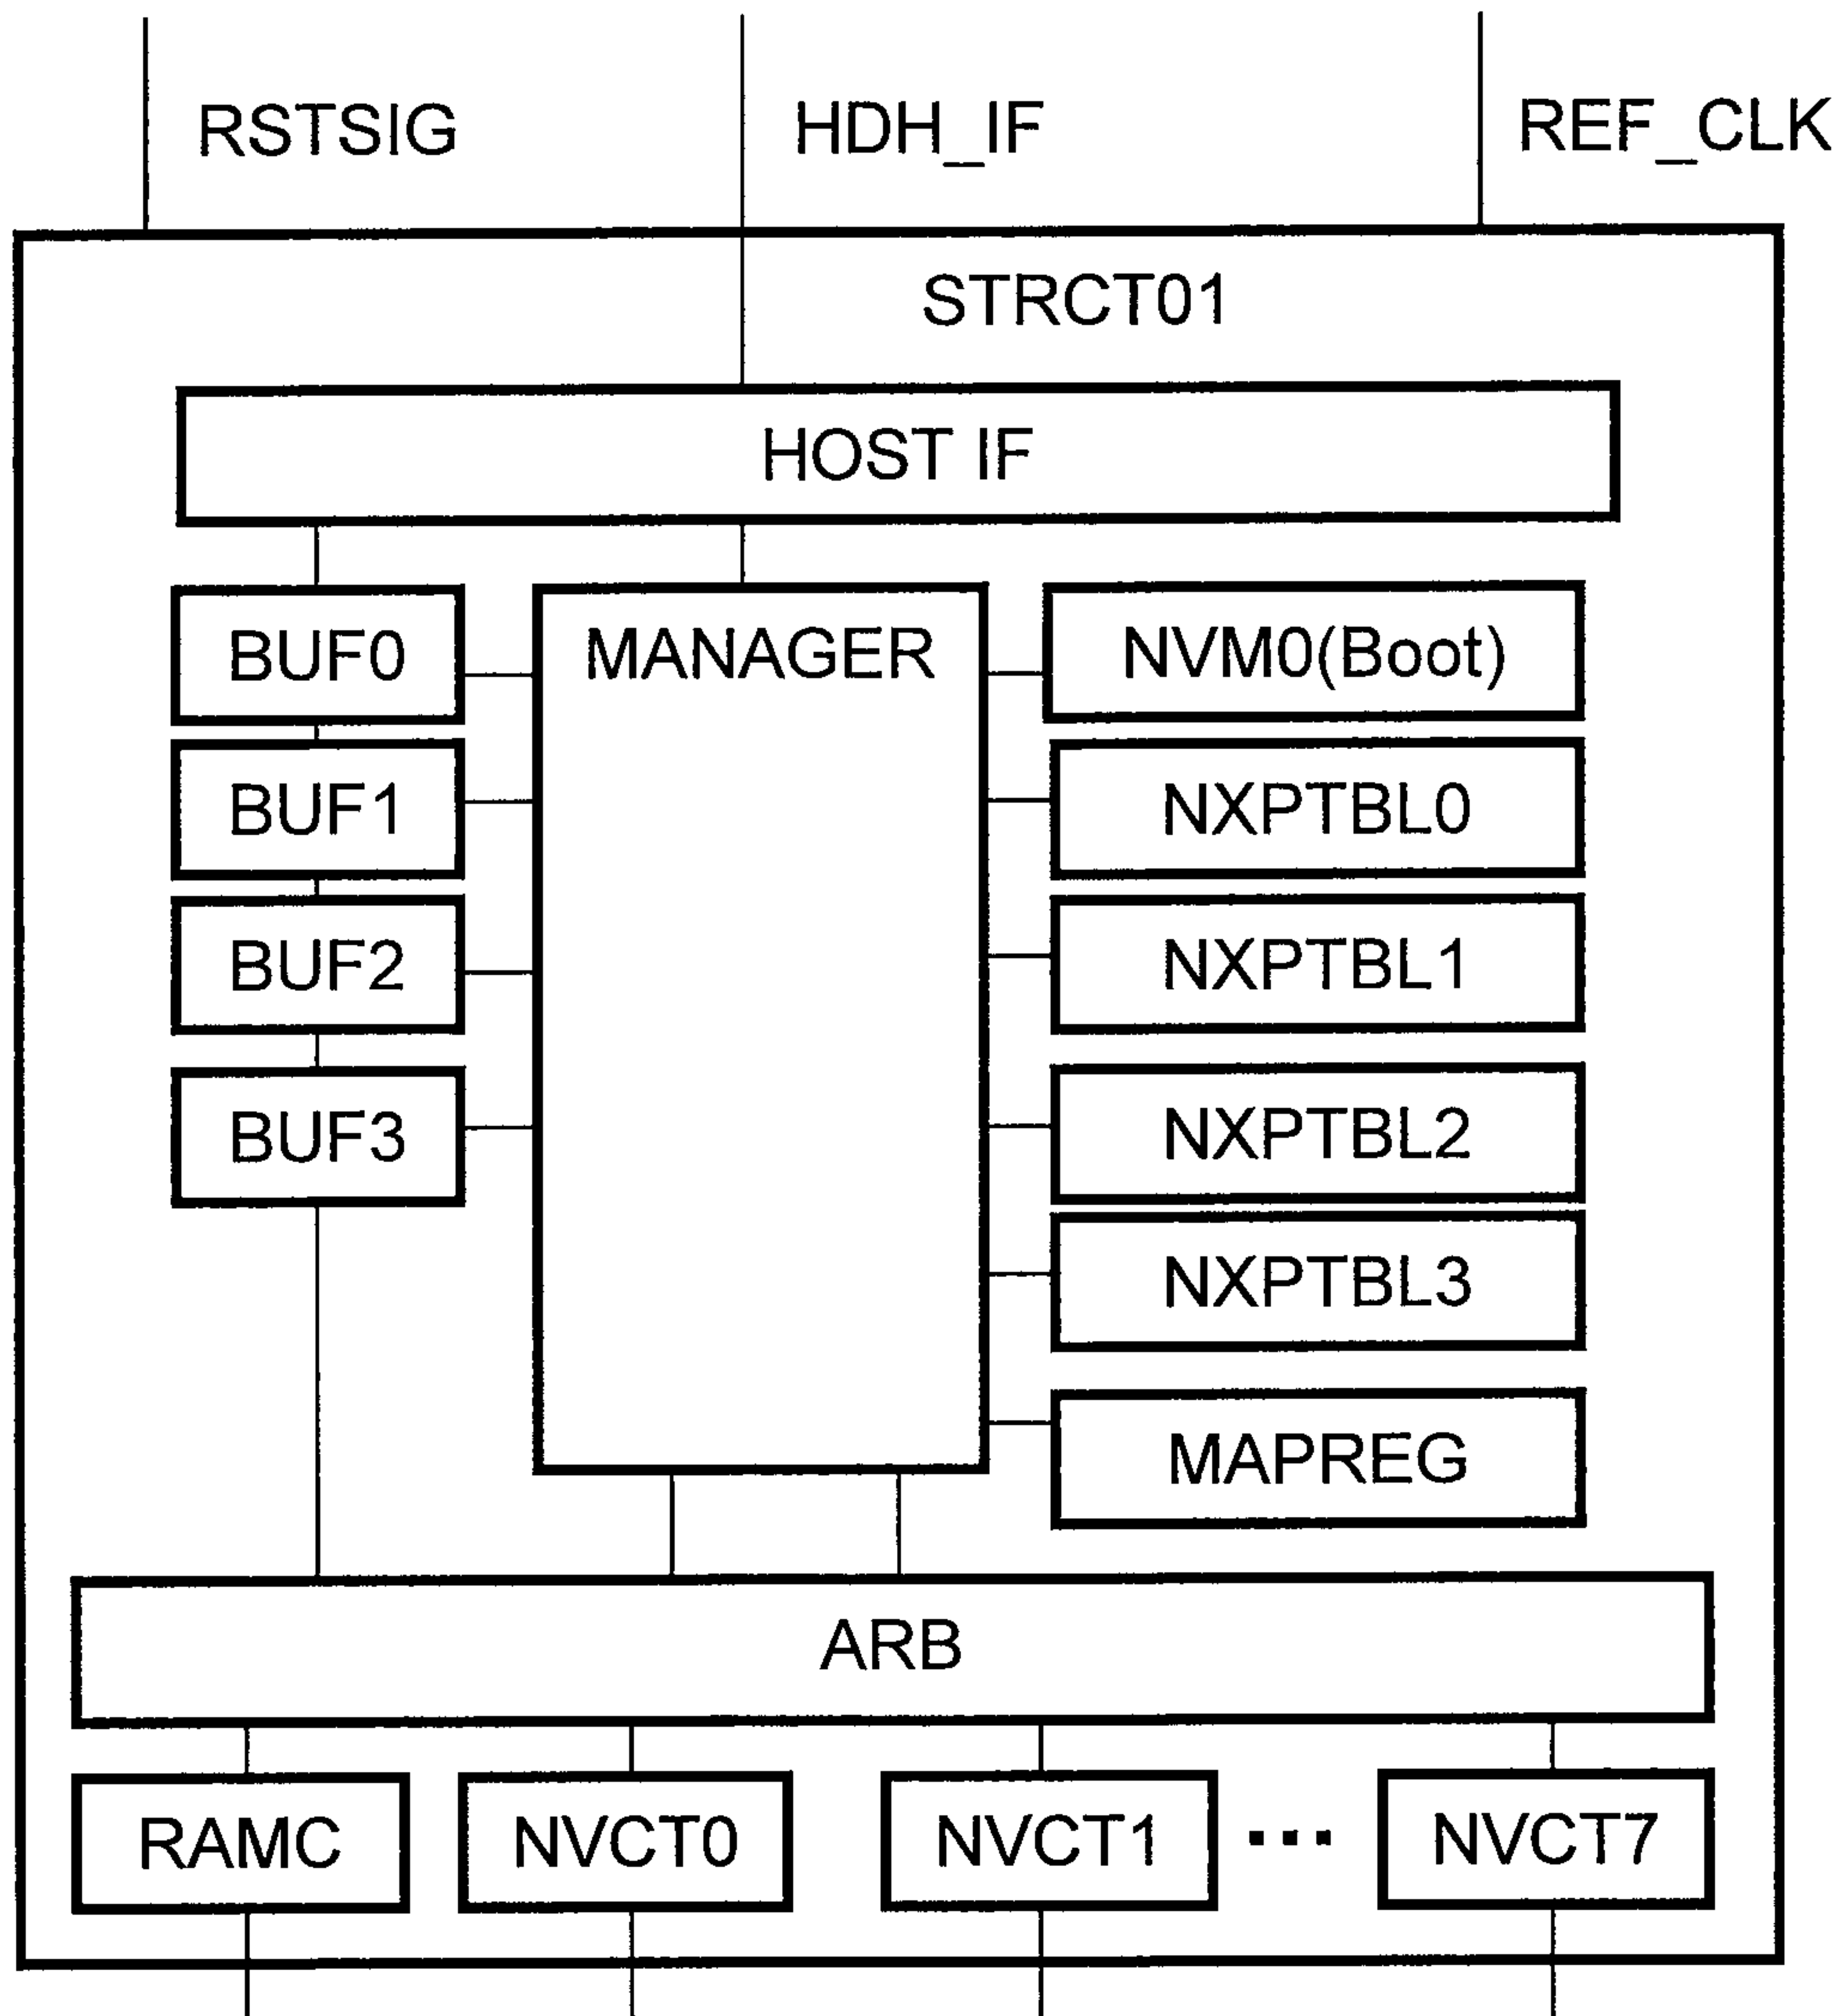 RSTSIG
HDH_IF
REF_CLK
STRCT01
HOST IF
BUF0
MANAGER
NVM0(Boot)
BUF1
NXPTBL0
BUF2
NXPTBL1
BUF3
NXPTBL2
NXPTBL3
MAPREG
ARB
RAMC
NVCT0
NVCT1
...
NVCT7